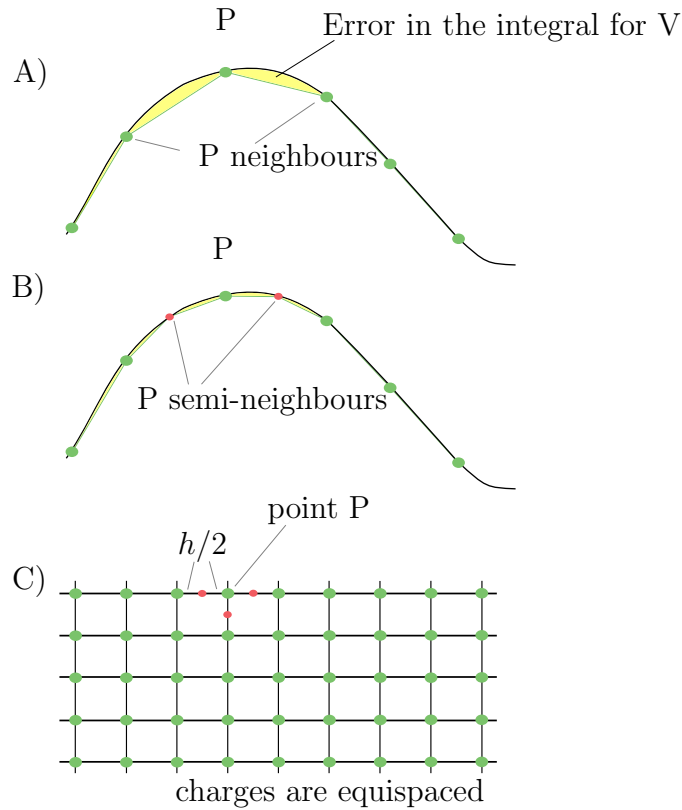 P
Error in the integral for V
A)
P neighbours
P
B)
P semi-neighbours
point P
h/2
C)
charges are equispaced